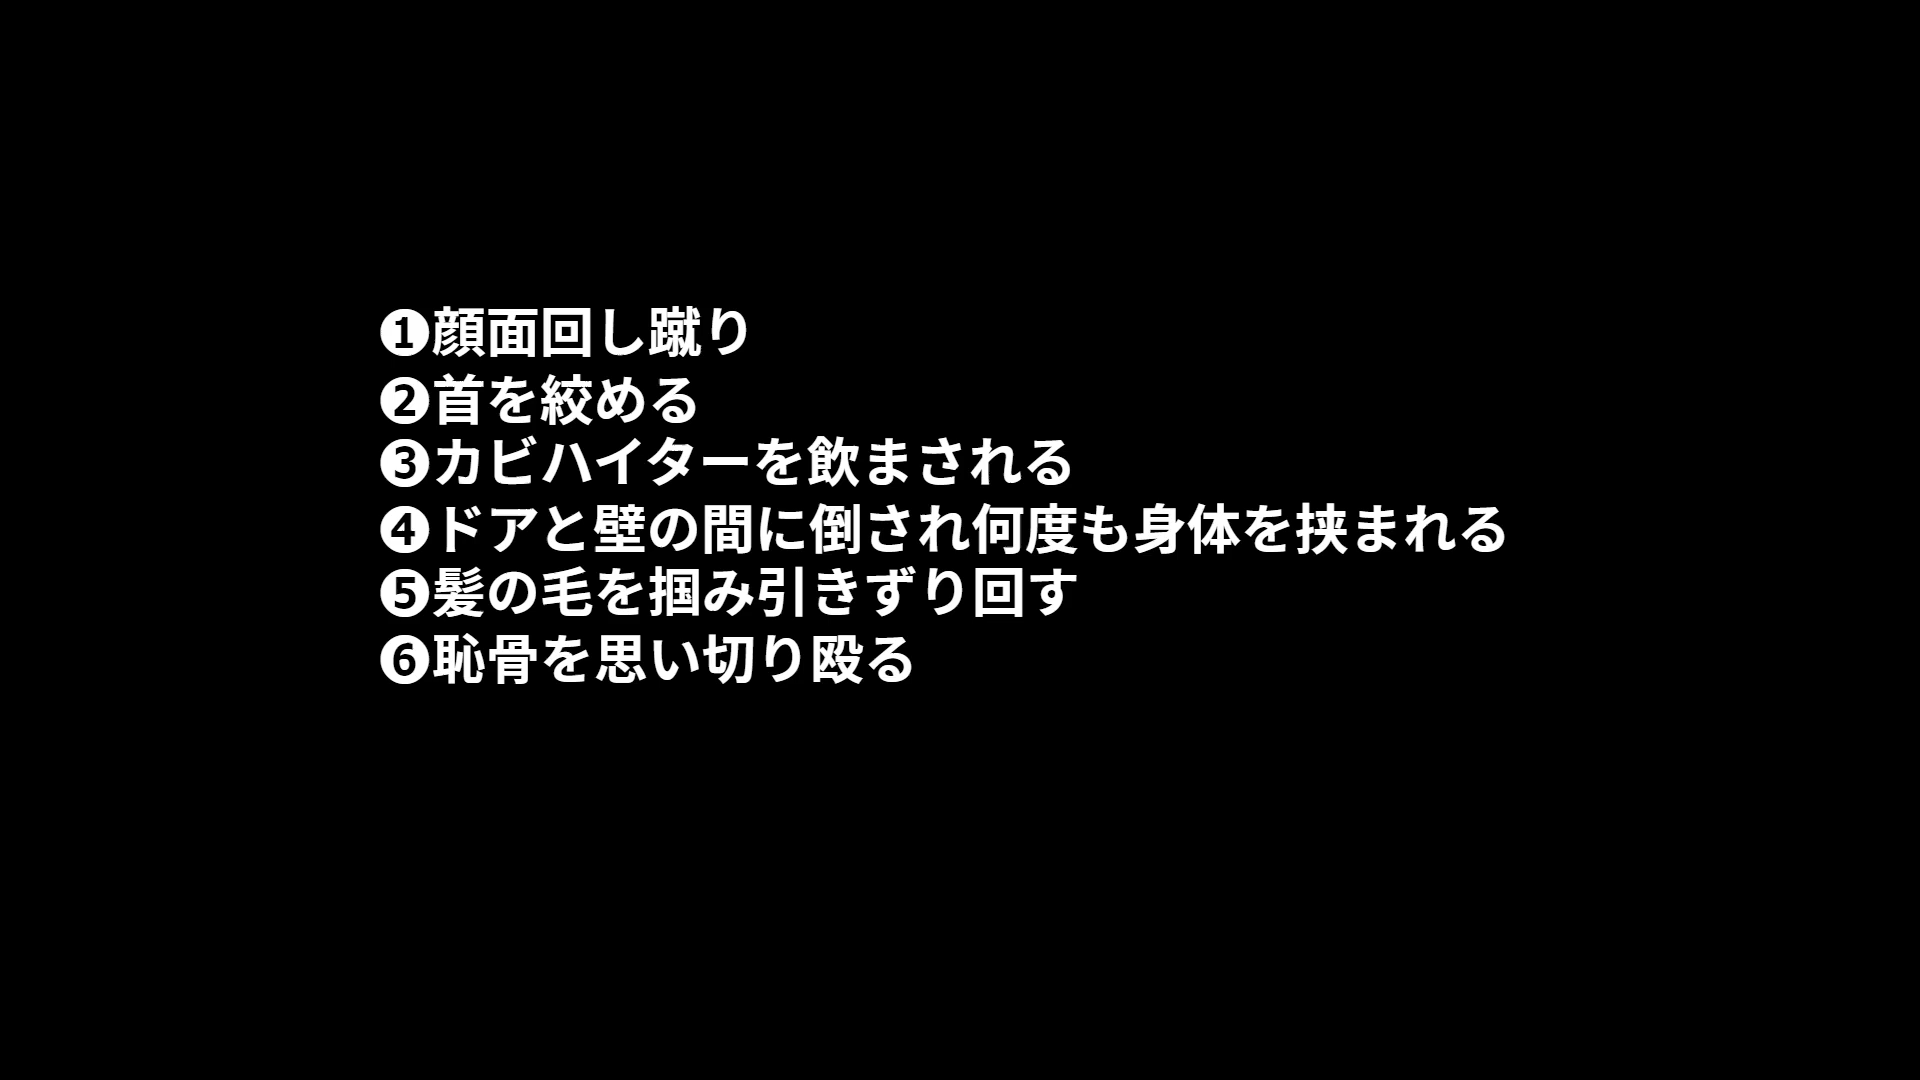 ❶顔面回し蹴り
❷首を絞める
❸カビハイターを飲まされる
❹ドアと壁の間に倒され何度も身体を挟まれる
❺髪の毛を掴み引きずり回す
❻恥骨を思い切り殴る